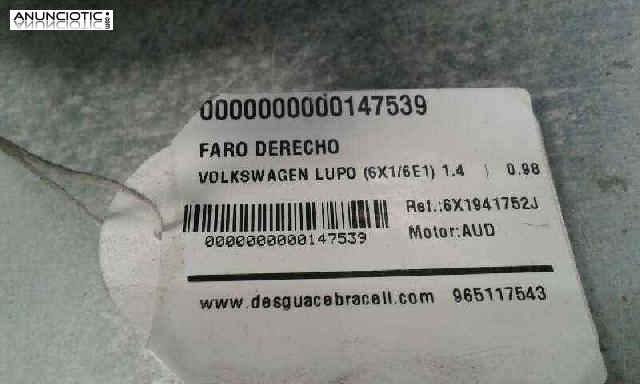 ANUNCIOTIC
.com
0000000000147539
FARO DERECHO
VOLKSWAGEN LUPO (6X1/6E1) 1.4 | 0.98
Ref.:6X1941752J
0000000000147539
Motor:AUD
www.desguacebracell.com 965117543